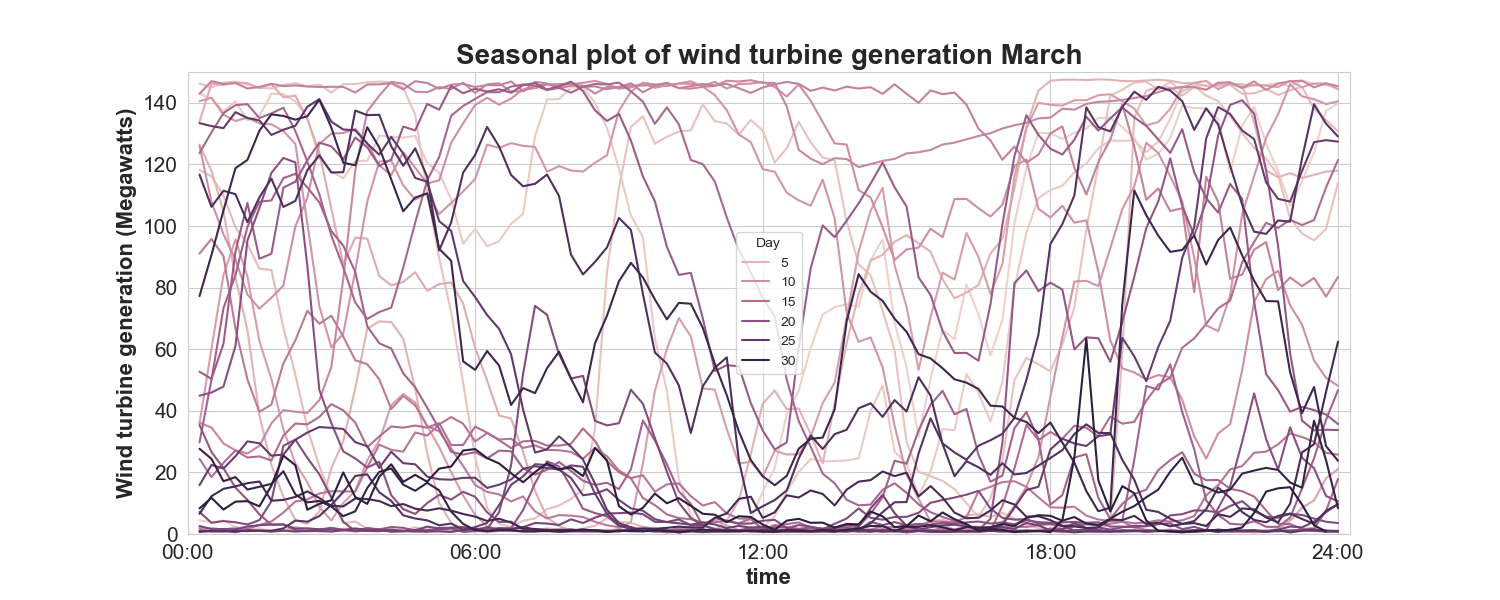 Seasonal plot of wind turbine generation March
Wind turbine generation (Megawatts)
140
120
100
80
60
40
20
0
Day
5
10
15
20
25
30
00:00 06:00 12:00 18:00 24:00
time